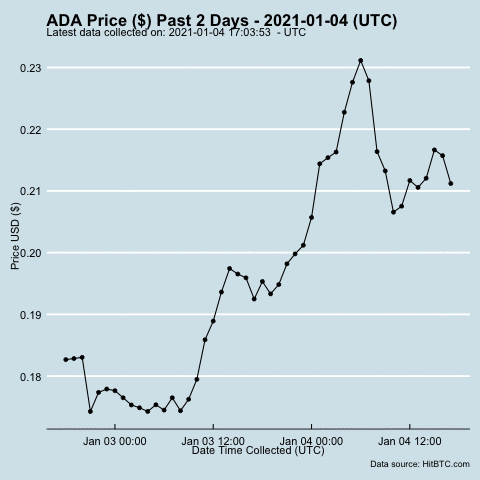 ADA Price ($) Past 2 Days - 2021-01-04 (UTC)
Latest data collected on: 2021-01-04 17:03:53 - UTC
0.23
0.22
0.21
0.20
0.19
0.18
Price USD ($)
Jan 03 00:00 Jan 03 12:00 Jan 04 00:00 Jan 04 12:00
Date Time Collected (UTC)
Data source: HitBTC.com